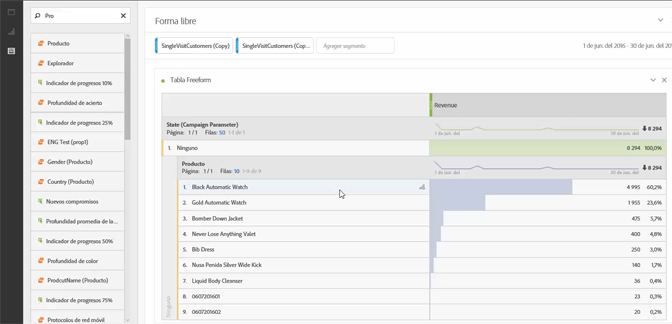 Pro
Producto
Explorador
Indicador de progresos 10%
Profundidad de acierto
Indicador de progresos 25%
ENG Test (prop1)
Gender (Producto)
Country (Producto)
Nuevos compromisos
Profundidad promedia de la...
Indicador de progresos 50%
Profundidad de color
ProdcutName (Producto)
Indicador de progresos 75%
Protocolos de red móvil
Forma libre
SingleVisitCustomers (Copy)
SingleVisitCustomers (Cop...
Agregar segmento
1 de jun. del 2016 - 30 de jun. del 20
Tabla Freeform
Revenue
State (Campaign Parameter)
Página: 1 / 1 Filas: 50 1-1 de 1
1 de jun. del
30 de jun. del
8 294
1. Ninguno 8 294 100,0%
Producto
Página: 1 / 1 Filas: 10 1-9 de 9
1 de jun. del
30 de jun. del
8 294
1. Black Automatic Watch 4 995 60,2%
2. Gold Automatic Watch 1 955 23,6%
3. Bomber Down Jacket 475 5,7%
4. Never Lose Anything Valet 400 4,8%
5. Bib Dress 250 3,0%
6. Nusa Penida Silver Wide Kick 140 1,7%
7. Liquid Body Cleanser 36 0,4%
8. 0607201601 23 0,3%
9. 0607201602 20 0,2%
Ninguno